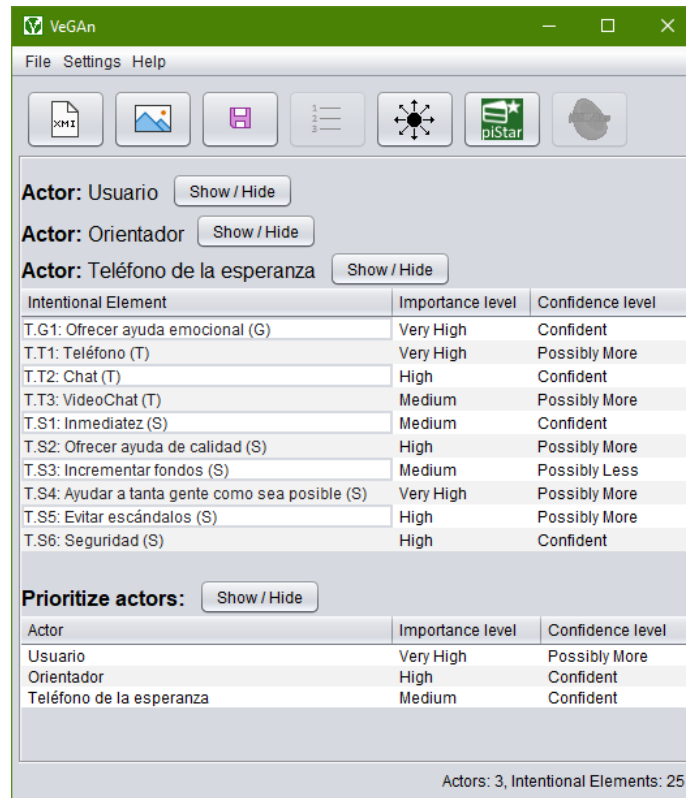 VeGAn
File Settings Help
XMI
1
2
3
piStar
Actor: Usuario Show / Hide
Actor: Orientador Show / Hide
Actor: Teléfono de la esperanza Show / Hide
Intentional Element Importance level Confidence level
T.G1: Ofrecer ayuda emocional (G) Very High Confident
T.T1: Teléfono (T) Very High Possibly More
T.T2: Chat (T) High Confident
T.T3: VideoChat (T) Medium Possibly More
T.S1: Inmediatez (S) Medium Confident
T.S2: Ofrecer ayuda de calidad (S) High Possibly More
T.S3: Incrementar fondos (S) Medium Possibly Less
T.S4: Ayudar a tanta gente como sea posible (S) Very High Possibly More
T.S5: Evitar escándalos (S) High Possibly More
T.S6: Seguridad (S) High Confident
Prioritize actors: Show / Hide
Actor Importance level Confidence level
Usuario Very High Possibly More
Orientador High Confident
Teléfono de la esperanza Medium Confident
Actors: 3, Intentional Elements: 25